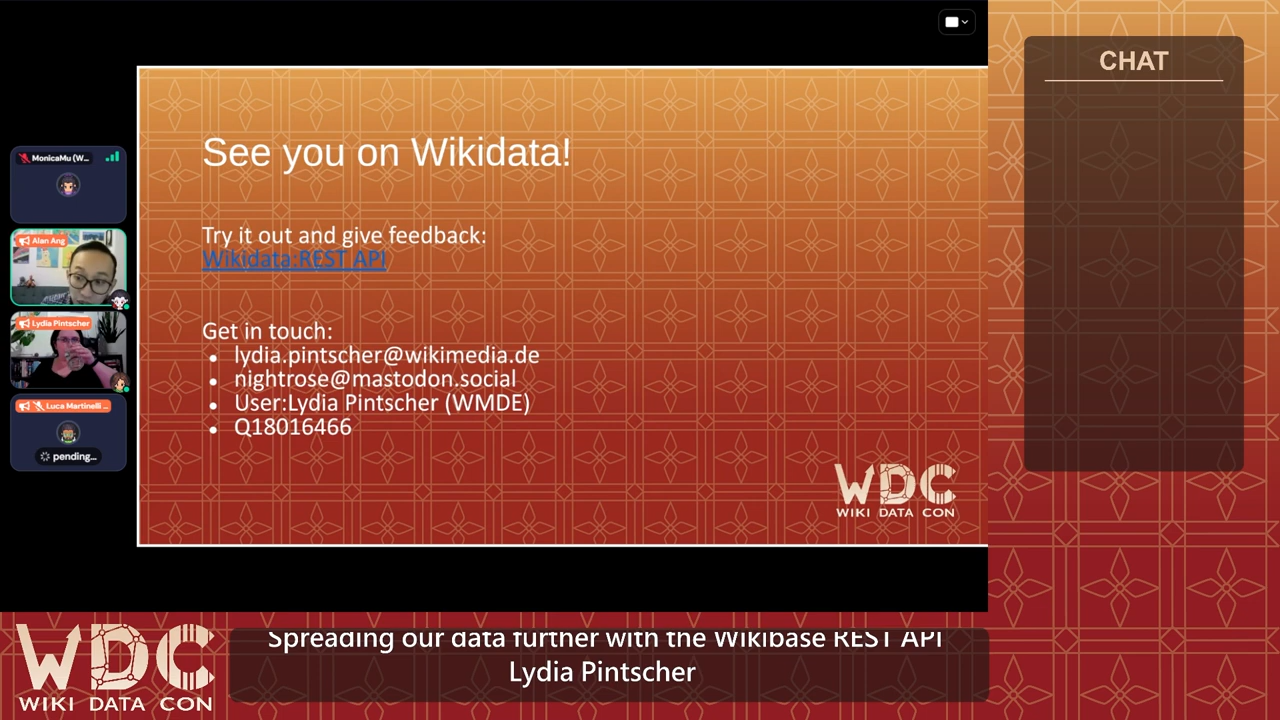 CHAT
MonicaMu (W...
Alan Ang
Lydia Pintscher
Luca Martinelli ...
pending...
See you on Wikidata!
Try it out and give feedback:
Wikidata:REST API
Get in touch:
• lydia.pintscher@wikimedia.de
• nightrose@mastodon.social
• User:Lydia Pintscher (WMDE)
• Q18016466
WDC
WIKI DATA CON
WDC
WIKI DATA CON
Spreading our data further with the Wikibase REST API
Lydia Pintscher